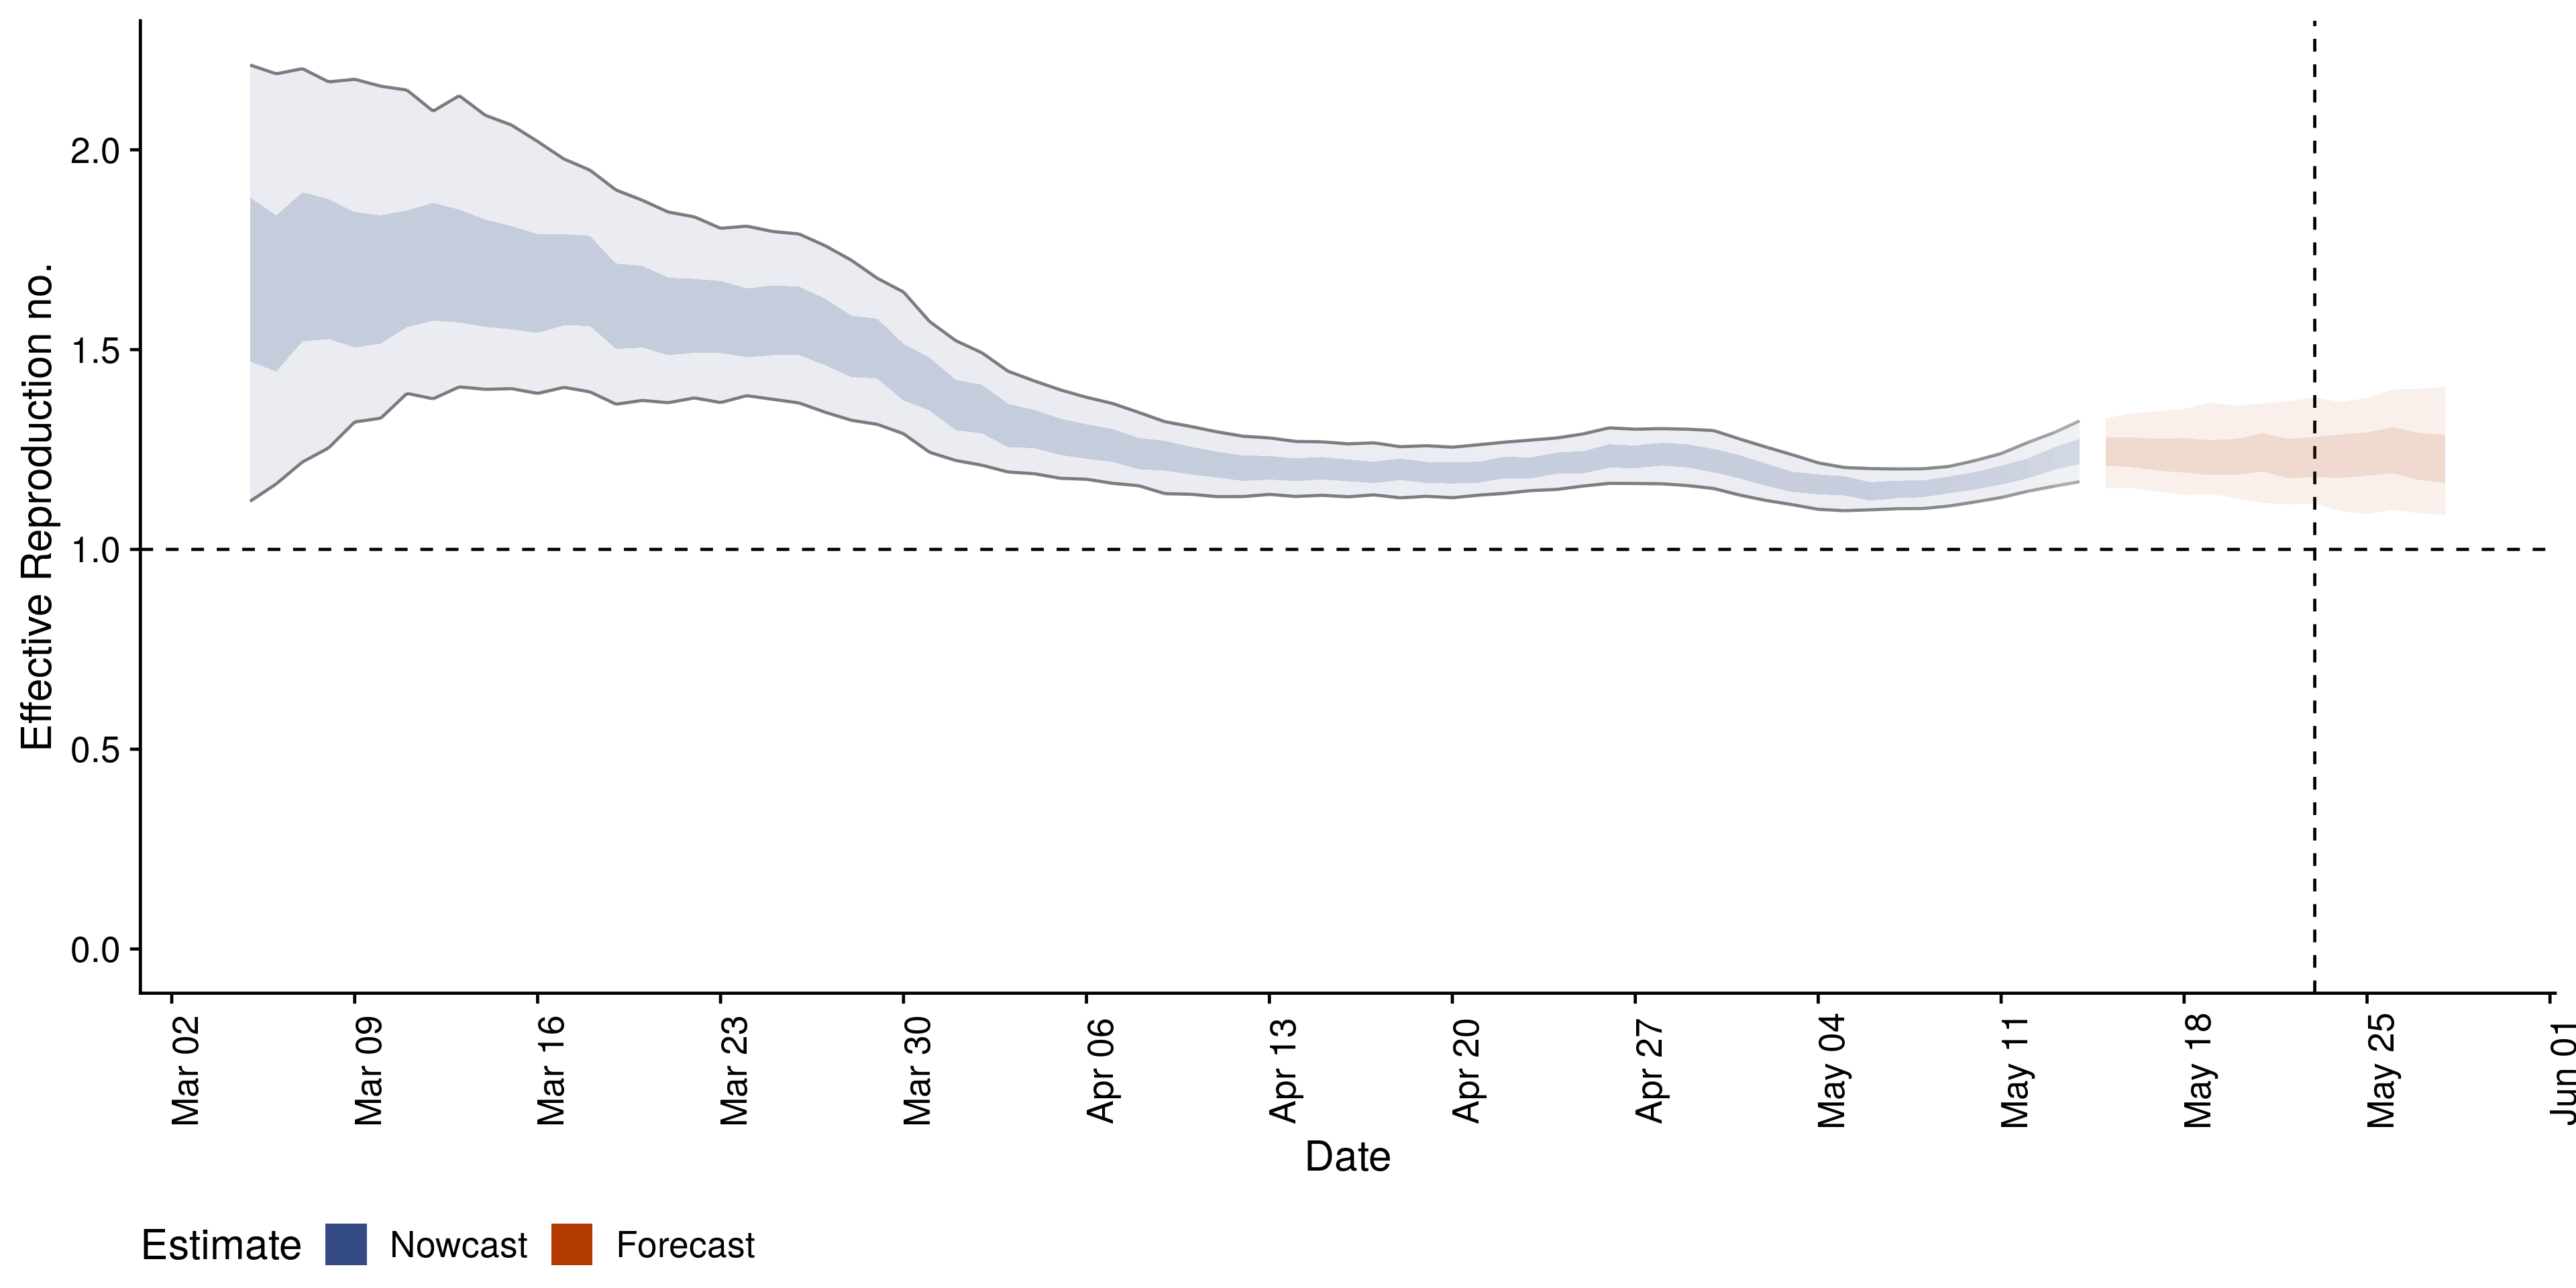 Effective Reproduction no.
2.0
1.5
1.0
0.5
0.0
Mar 02
Mar 09
Mar 16
Mar 23
Mar 30
Apr 06
Apr 13
Apr 20
Apr 27
May 04
May 11
May 18
May 25
Jun 01
Date
Estimate Nowcast Forecast